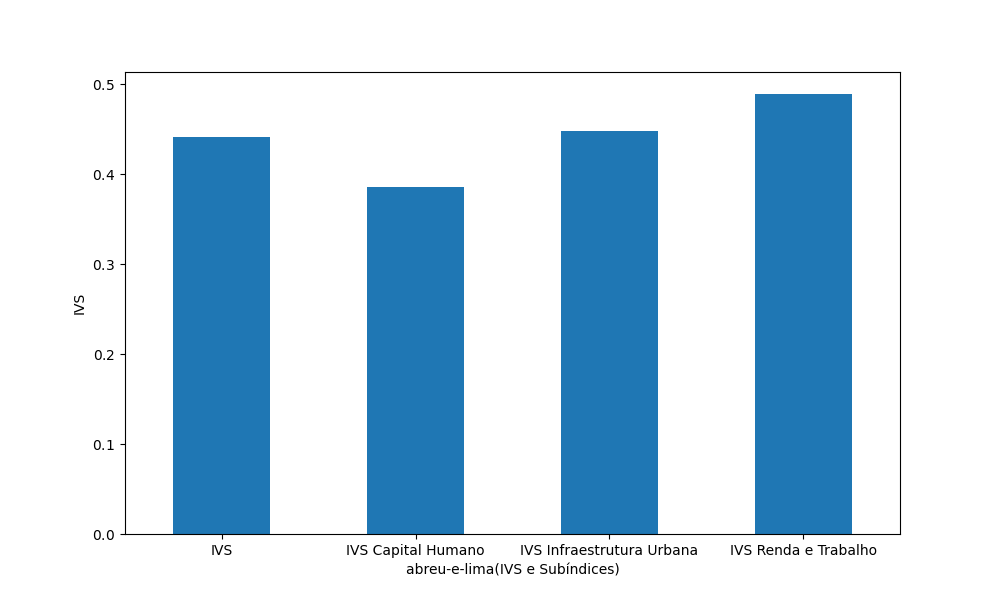 0.5
0.4
0.3
0.2
0.1
0.0
IVS
IVS
IVS Capital Humano
IVS Infraestrutura Urbana
IVS Renda e Trabalho
abreu-e-lima(IVS e Subíndices)